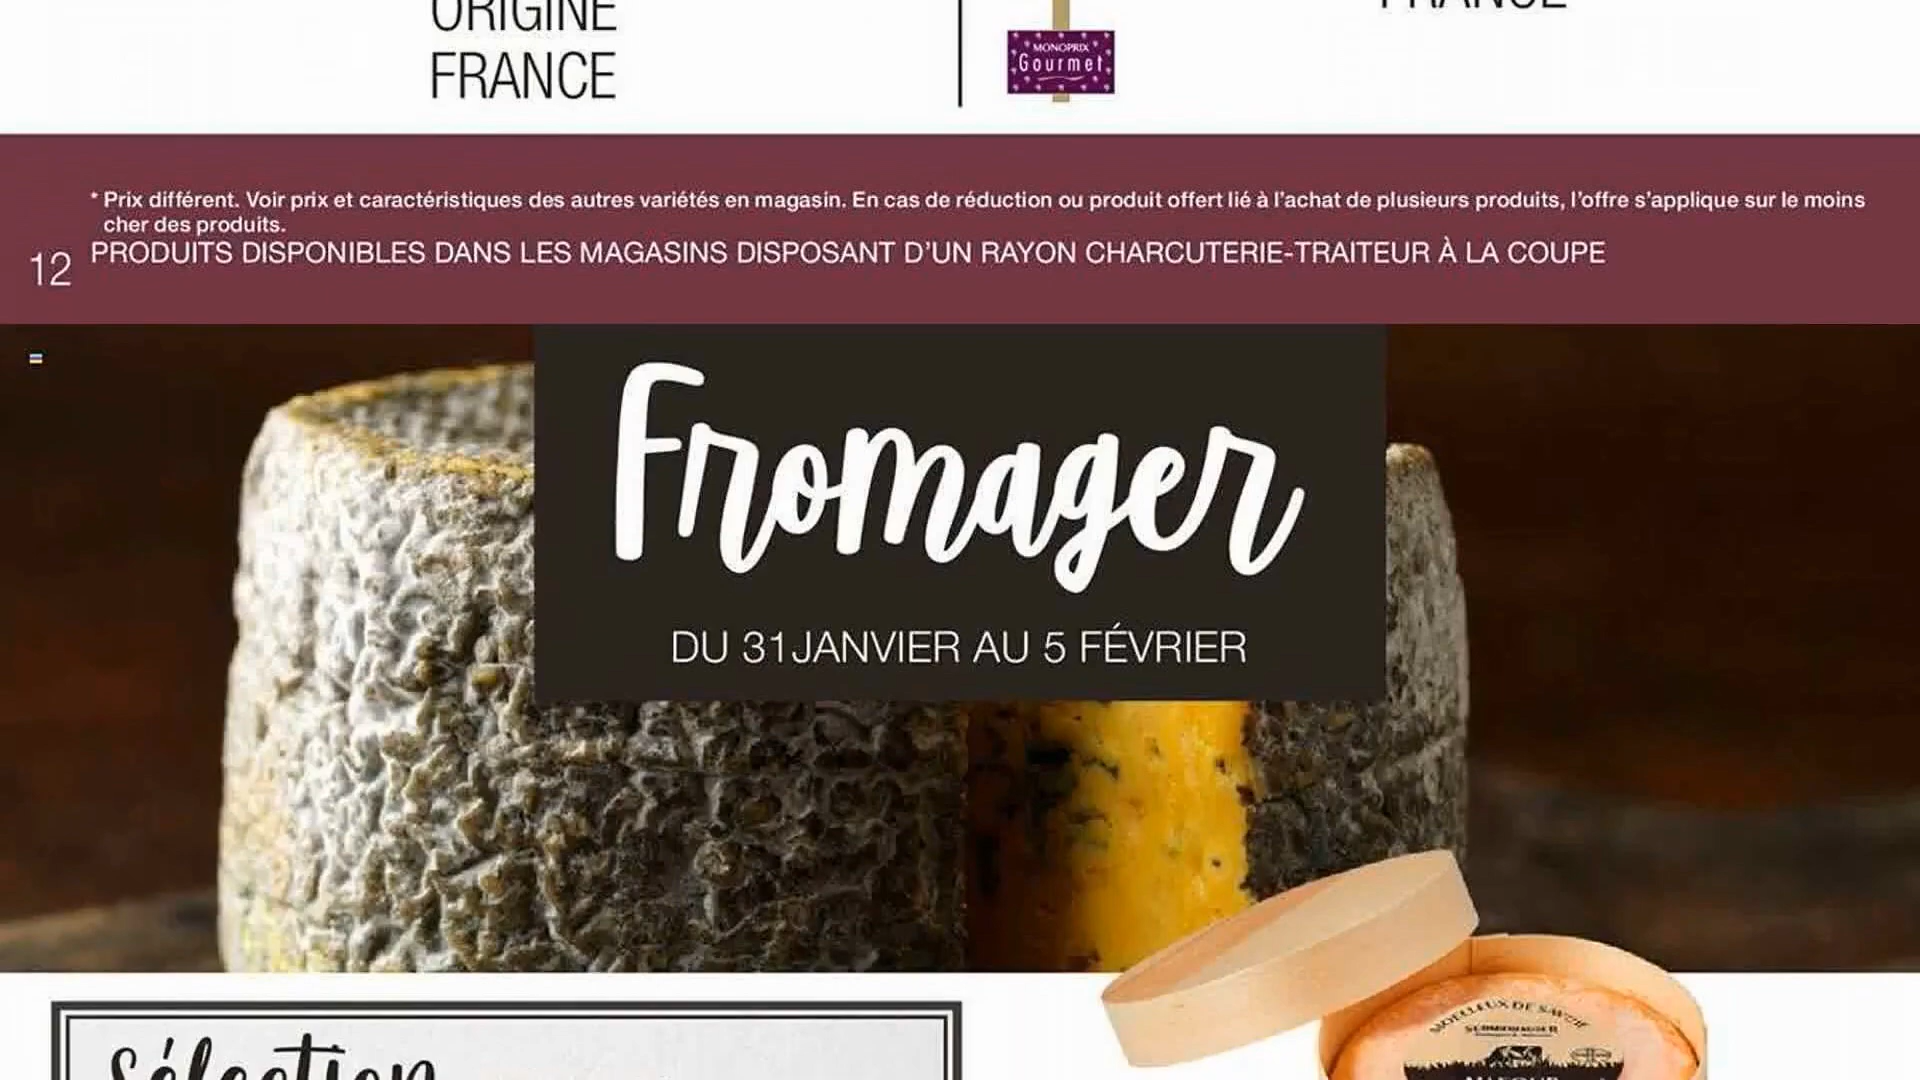 ORIGINE
FRANCE
FRANCE
MONOPRIX
Gourmet
* Prix différent. Voir prix et caractéristiques des autres variétés en magasin. En cas de réduction ou produit offert lié à l'achat de plusieurs produits, l'offre s'applique sur le moins
cher des produits.
12 PRODUITS DISPONIBLES DANS LES MAGASINS DISPOSANT D'UN RAYON CHARCUTERIE-TRAITEUR À LA COUPE
Fromager
DU 31JANVIER AU 5 FÉVRIER
Sélection
MOELLEUX DE SAVOIE